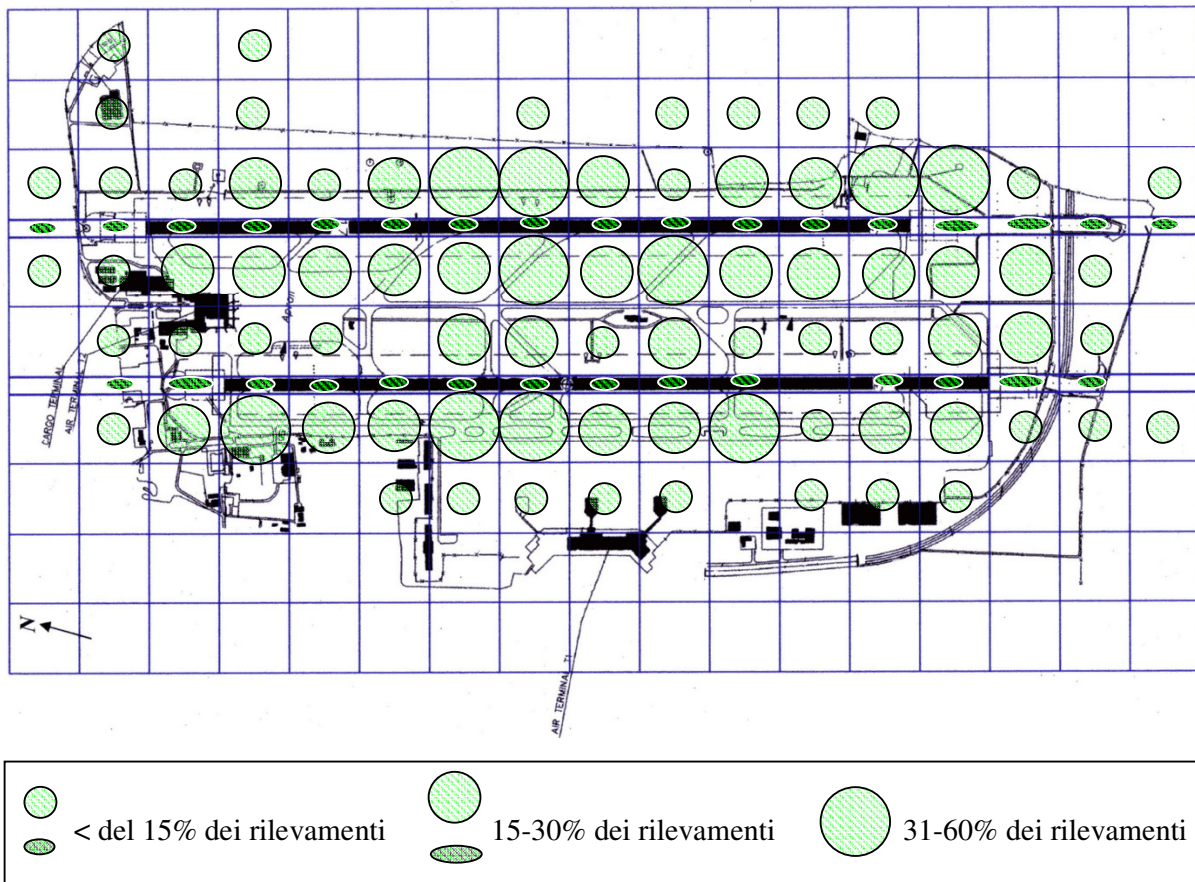 Apron
CARGO TERMINAL
AIR TERMINAL T2
N
AIR TERMINAL T1
< del 15% dei rilevamenti
15-30% dei rilevamenti
31-60% dei rilevamenti